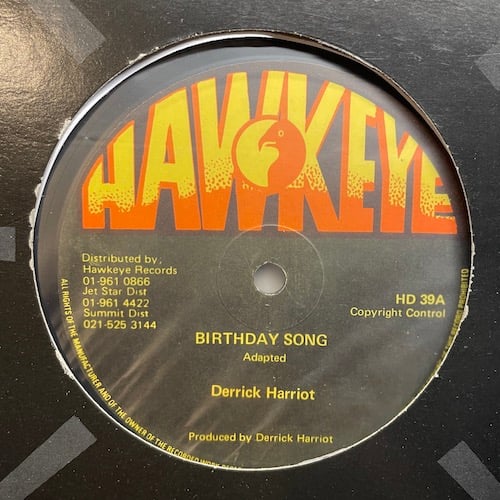 HAWKEYE
Distributed by;
Hawkeye Records
01-961 0866
Jet Star Dist
01-961 4422
Summit Dist
021-525 3144
HD 39A
Copyright Control
BIRTHDAY SONG
Adapted
Derrick Harriot
Produced by Derrick Harriot
ALL RIGHTS OF THE MANUFACTURER AND OF THE OWNER OF THE RECORDED WORK
RECORD PROHIBITED